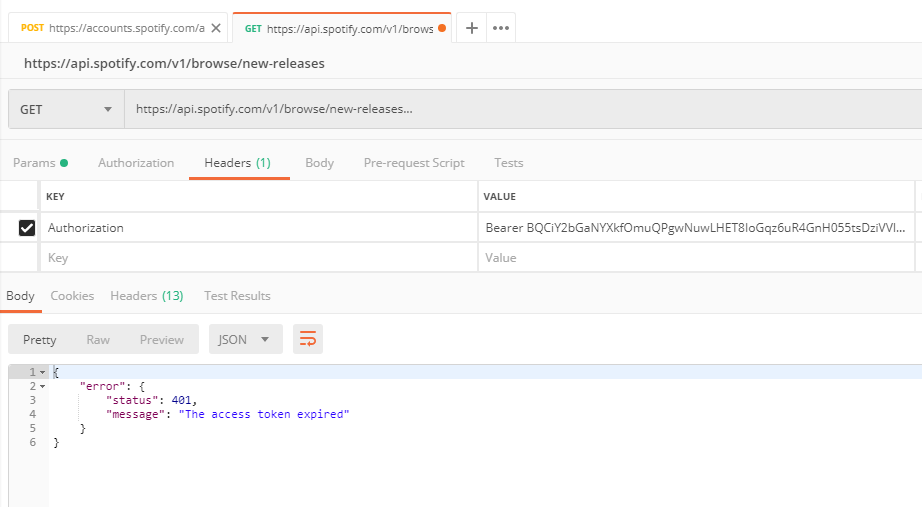 POST https://accounts.spotify.com/a
GET https://api.spotify.com/v1/brows
https://api.spotify.com/v1/browse/new-releases
GET https://api.spotify.com/v1/browse/new-releases...
Params Authorization Headers (1) Body Pre-request Script Tests
KEY VALUE
Authorization Bearer BQCiY2bGaNYXkfOmuQPgwNuwLHET8IoGqz6uR4GnH055tsDziVVI...
Key Value
Body Cookies Headers (13) Test Results
Pretty Raw Preview JSON
1 {
2 "error": {
3 "status": 401,
4 "message": "The access token expired"
5 }
6 }